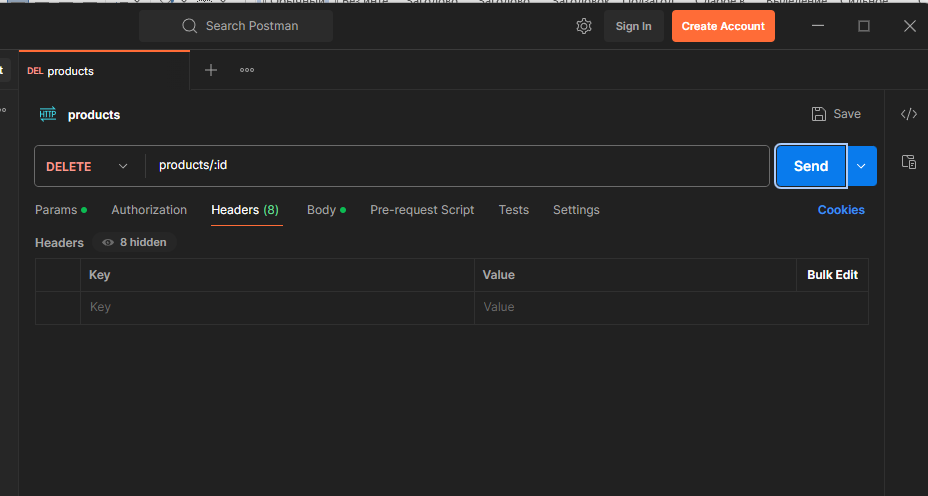 Search Postman
Sign In
Create Account
DEL products
HTTP products
Save
DELETE
products/:id
Send
Params
Authorization
Headers (8)
Body
Pre-request Script
Tests
Settings
Cookies
Headers
8 hidden
Key
Value
Bulk Edit
Key
Value